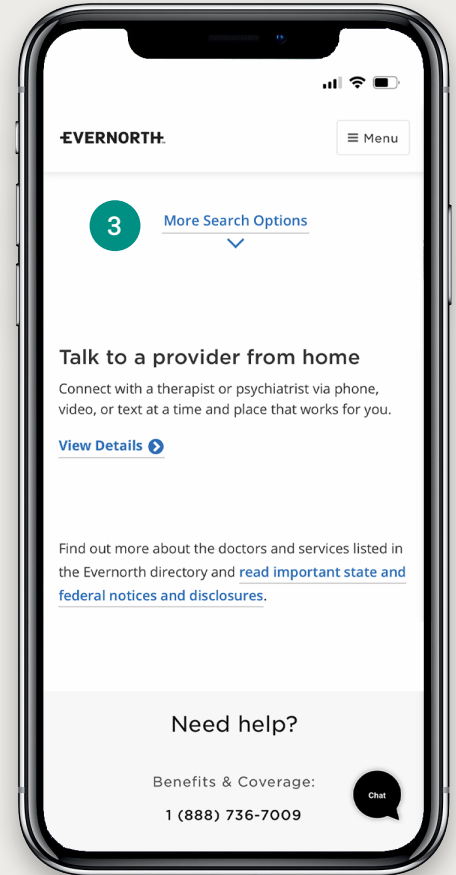 EVERNORTH
≡ Menu
3
More Search Options
Talk to a provider from home
Connect with a therapist or psychiatrist via phone,
video, or text at a time and place that works for you.
View Details
Find out more about the doctors and services listed in
the Evernorth directory and read important state and
federal notices and disclosures.
Need help?
Benefits & Coverage:
Chat
1 (888) 736-7009